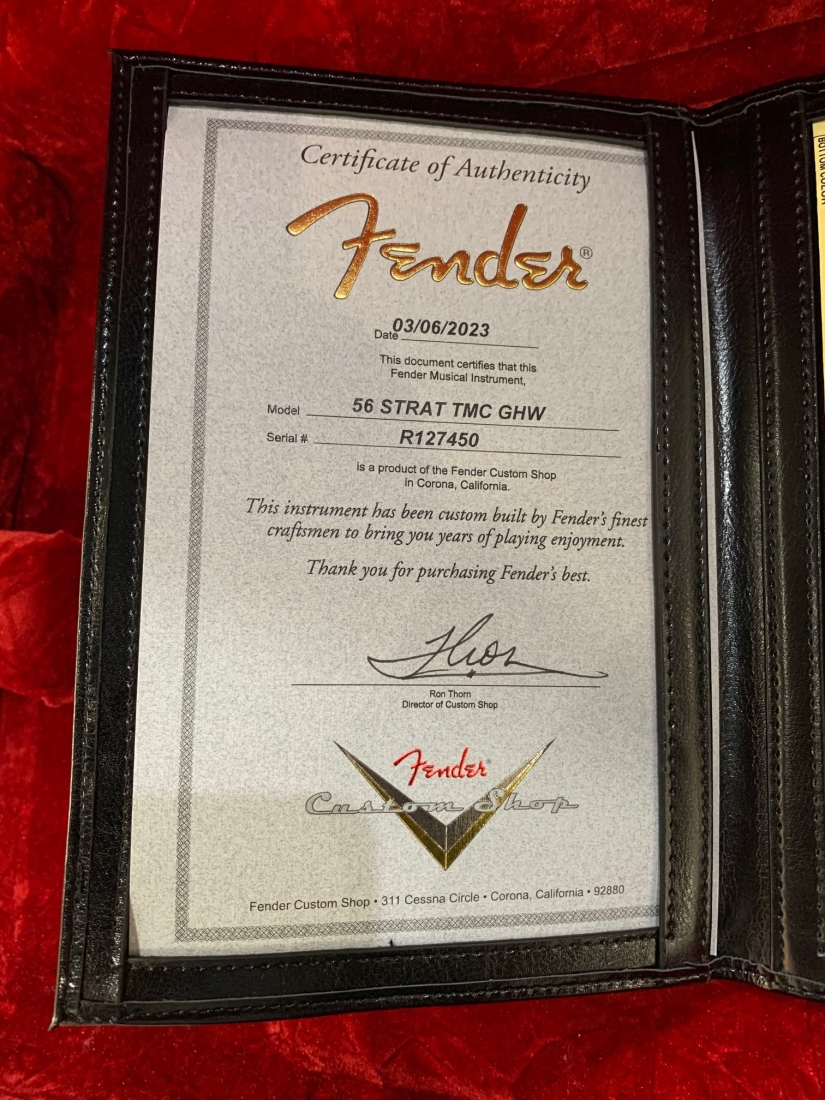 Certificate of Authenticity
Fender®
Date 03/06/2023
This document certifies that this
Fender Musical Instrument,
Model 56 STRAT TMC GHW
Serial # R127450
is a product of the Fender Custom Shop
in Corona, California.
This instrument has been custom built by Fender's finest
craftsmen to bring you years of playing enjoyment.
Thank you for purchasing Fender's best.
Ron Thorn
Director of Custom Shop
Fender
Custom Shop
Fender Custom Shop • 311 Cessna Circle • Corona, California • 92880
BOTTOM COLOR